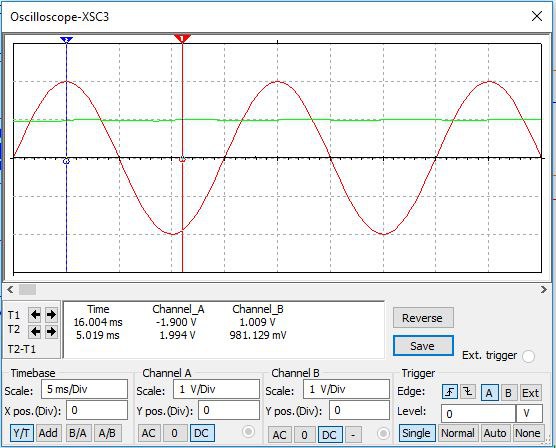 Oscilloscope-XSC3
2 1
T1
T2
T2-T1
Time Channel_A Channel_B
16.004 ms -1.900 V 1.009 V
5.019 ms 1.994 V 981.129 mV
Reverse
Save
Ext. trigger
Timebase
Scale: 5 ms/Div
X pos.(Div): 0
Y/T Add B/A A/B
Channel A
Scale: 1 V/Div
Y pos.(Div): 0
AC 0 DC
Channel B
Scale: 1 V/Div
Y pos.(Div): 0
AC 0 DC -
Trigger
Edge: A B Ext
Level: 0 V
Single Normal Auto None